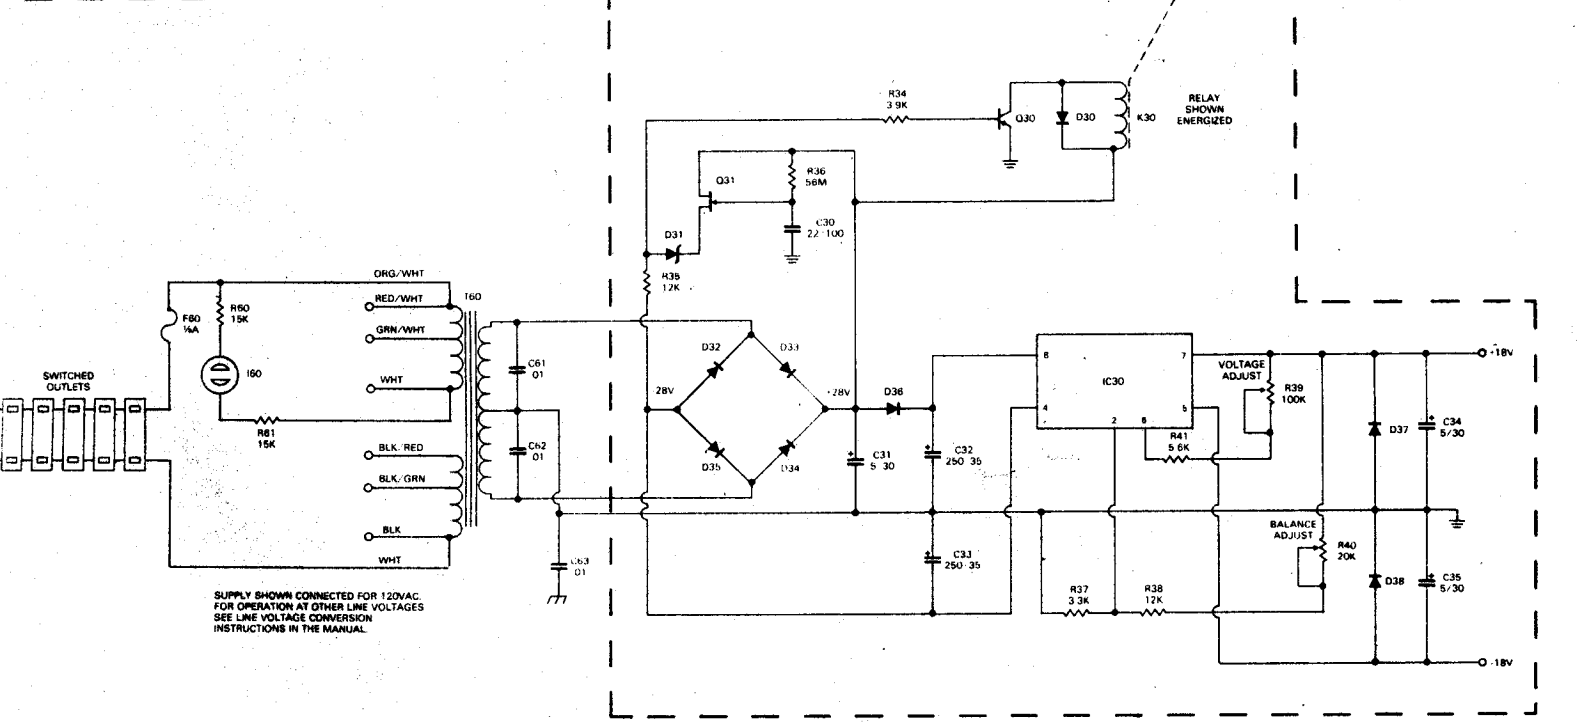 R34
3.9K
Q30
D30
K30
RELAY
SHOWN
ENERGIZED
Q31
R36
56M
C30
22 100
D31
R35
12K
ORG/WHT
RED/WHT
T60
GRN/WHT
WHT
F60
½A
R60
15K
I60
R61
15K
SWITCHED
OUTLETS
BLK/RED
BLK/GRN
BLK
WHT
C61
.01
C62
.01
C63
.01
D32
D33
D35
D34
28V
+28V
D36
C31
5 30
C32
250 35
C33
250 35
IC30
8
7
4
5
2
6
VOLTAGE
ADJUST
R39
100K
R41
5.6K
BALANCE
ADJUST
R40
20K
R37
3.3K
R38
12K
D37
D38
C34
5/30
C35
5/30
+18V
-18V
SUPPLY SHOWN CONNECTED FOR 120VAC.
FOR OPERATION AT OTHER LINE VOLTAGES
SEE LINE VOLTAGE CONVERSION
INSTRUCTIONS IN THE MANUAL.